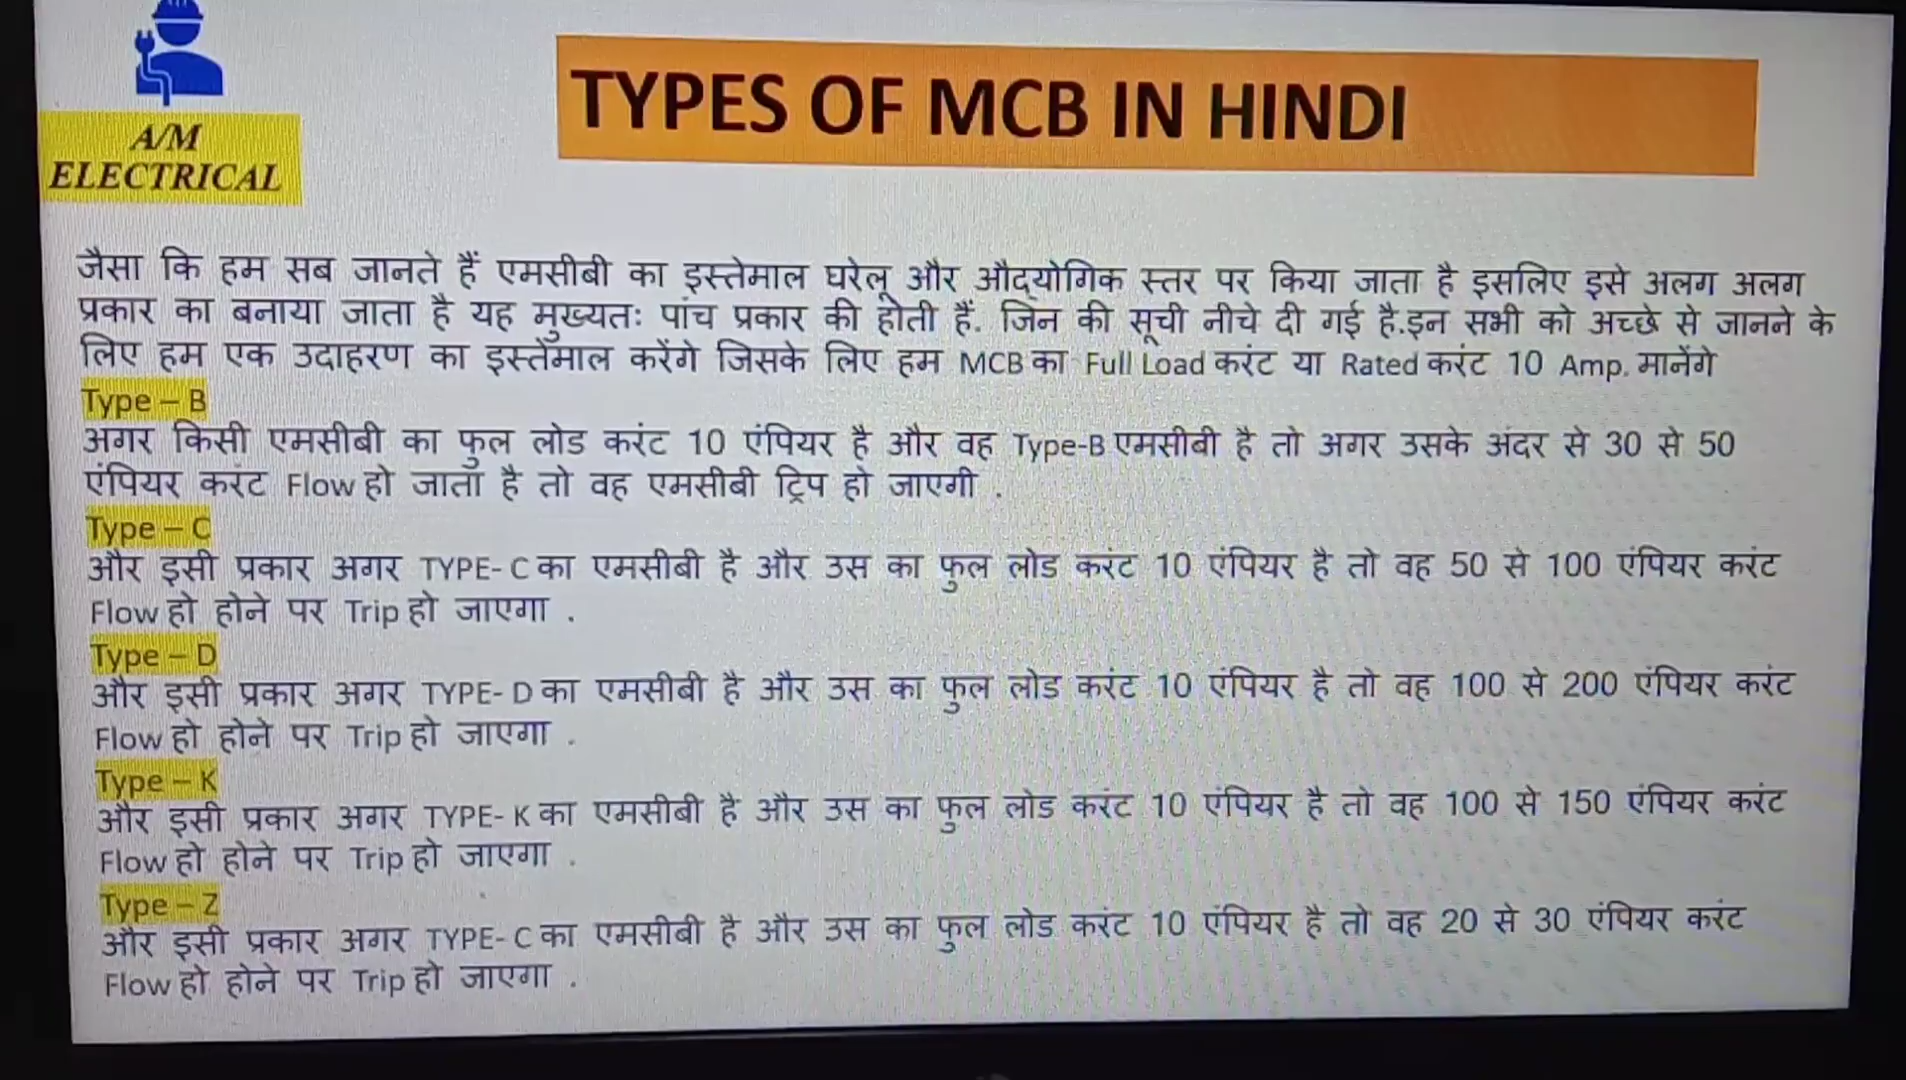 A/M
ELECTRICAL
TYPES OF MCB IN HINDI
जैसा कि हम सब जानते हैं एमसीबी का इस्तेमाल घरेलू और औद्योगिक स्तर पर किया जाता है इसलिए इसे अलग अलग
प्रकार का बनाया जाता है यह मुख्यतः पांच प्रकार की होती हैं. जिन की सूची नीचे दी गई है.इन सभी को अच्छे से जानने के
लिए हम एक उदाहरण का इस्तेमाल करेंगे जिसके लिए हम MCB का Full Load करंट या Rated करंट 10 Amp. मानेंगे
Type – B
अगर किसी एमसीबी का फुल लोड करंट 10 एंपियर है और वह Type-B एमसीबी है तो अगर उसके अंदर से 30 से 50
एंपियर करंट Flow हो जाता है तो वह एमसीबी ट्रिप हो जाएगी .
Type – C
और इसी प्रकार अगर TYPE- C का एमसीबी है और उस का फुल लोड करंट 10 एंपियर है तो वह 50 से 100 एंपियर करंट
Flow हो होने पर Trip हो जाएगा .
Type – D
और इसी प्रकार अगर TYPE- D का एमसीबी है और उस का फुल लोड करंट 10 एंपियर है तो वह 100 से 200 एंपियर करंट
Flow हो होने पर Trip हो जाएगा .
Type – K
और इसी प्रकार अगर TYPE- K का एमसीबी है और उस का फुल लोड करंट 10 एंपियर है तो वह 100 से 150 एंपियर करंट
Flow हो होने पर Trip हो जाएगा .
Type – Z
और इसी प्रकार अगर TYPE- C का एमसीबी है और उस का फुल लोड करंट 10 एंपियर है तो वह 20 से 30 एंपियर करंट
Flow हो होने पर Trip हो जाएगा .